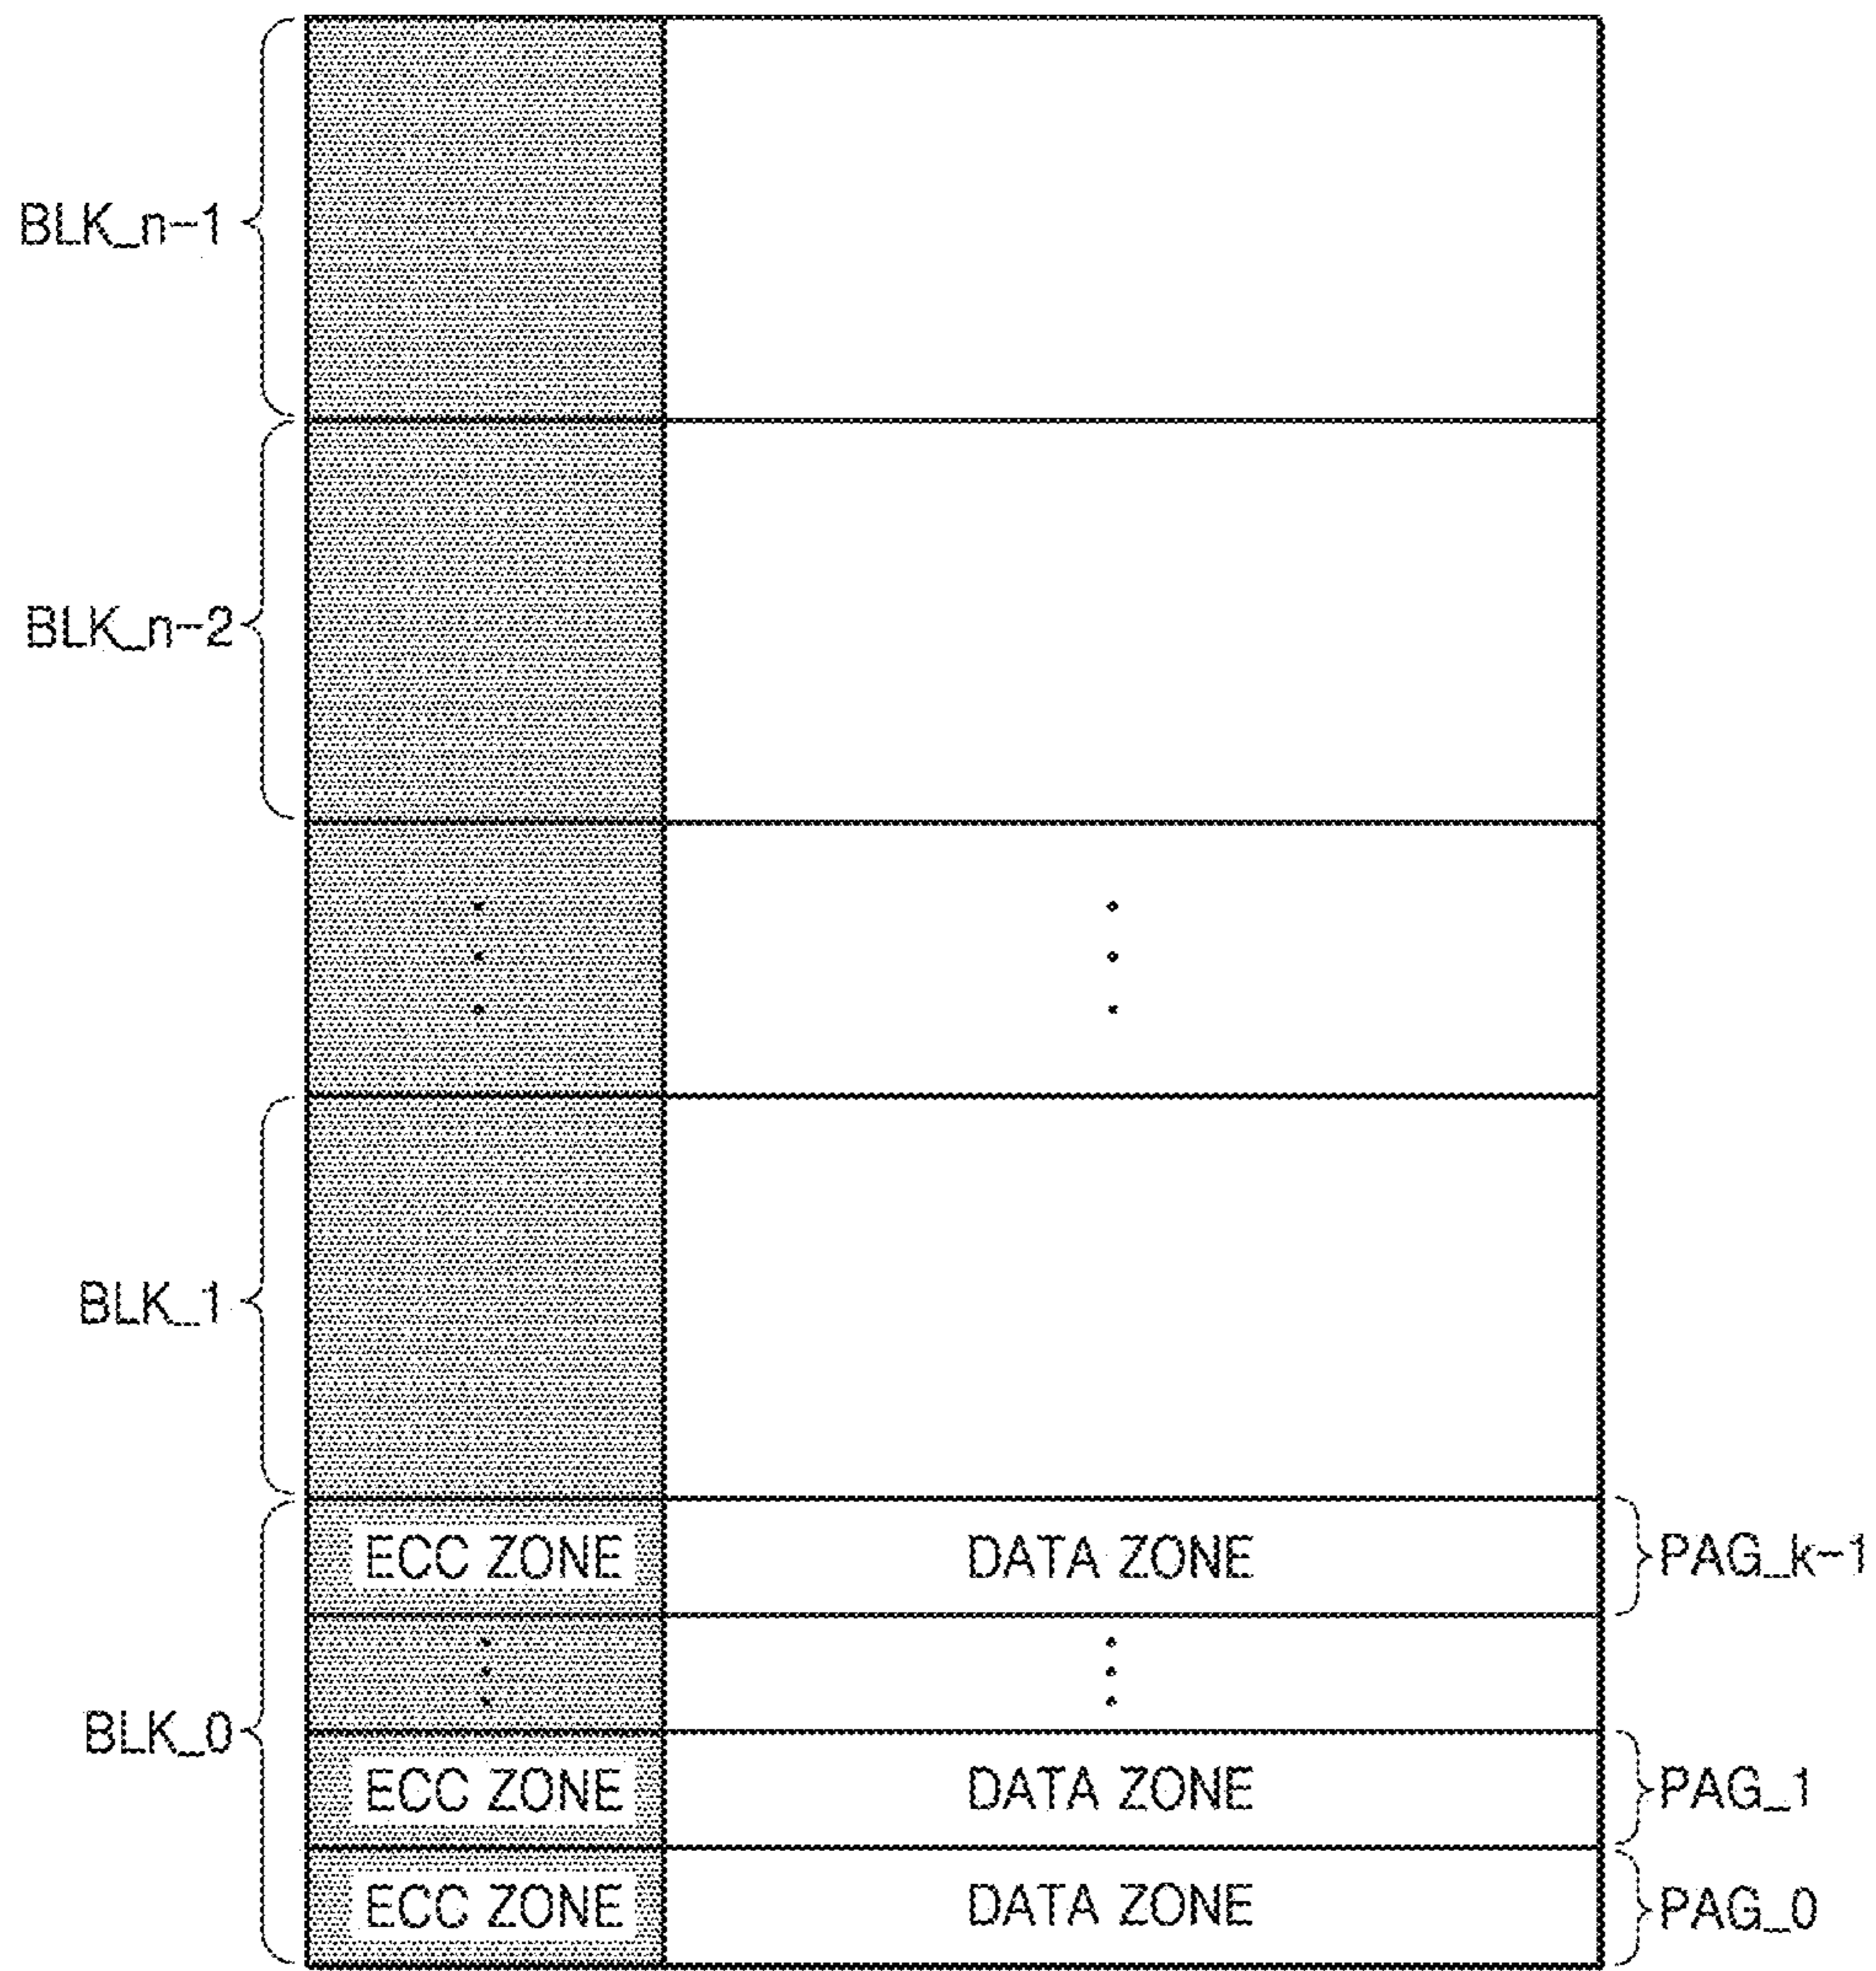 BLK_n-1
BLK_n-2
BLK_1
BLK_0
ECC ZONE DATA ZONE PAG_k-1
ECC ZONE DATA ZONE PAG_1
ECC ZONE DATA ZONE PAG_0